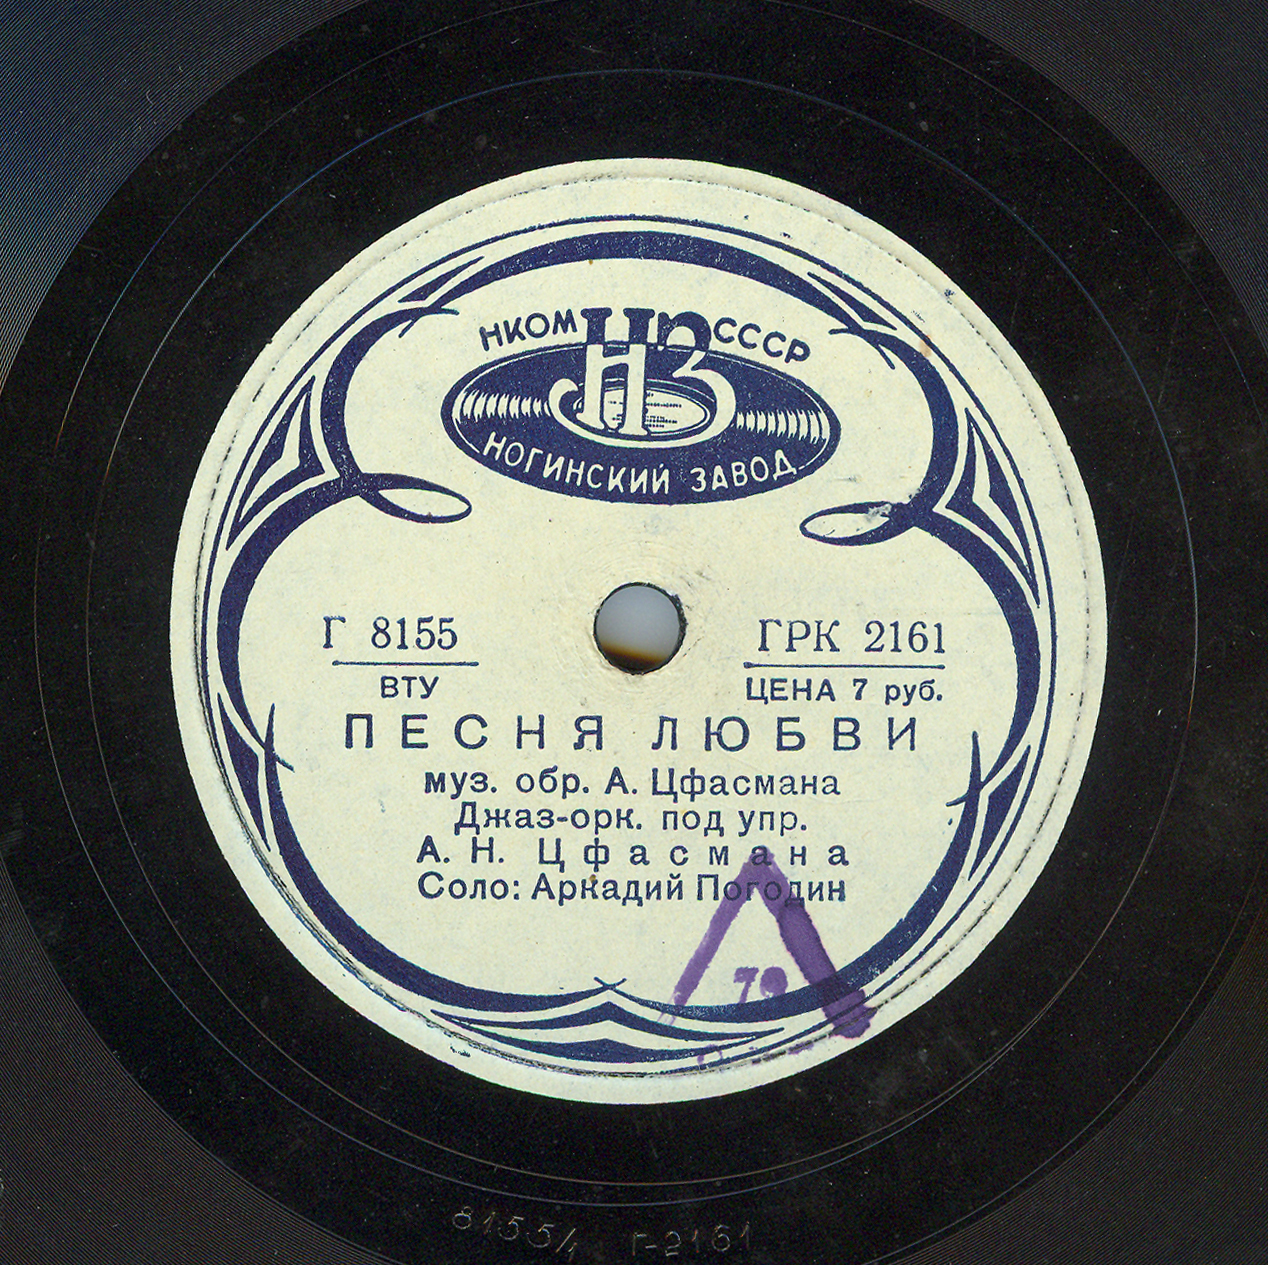 НКОМ НЗ СССР
НОГИНСКИЙ ЗАВОД
Г 8155
ВТУ
ГРК 2161
ЦЕНА 7 руб.
ПЕСНЯ ЛЮБВИ
муз. обр. А. Цфасмана
Джаз-орк. под упр.
А. Н. Цфасмана
Соло: Аркадий Погодин
79
8155/1 Г-2161